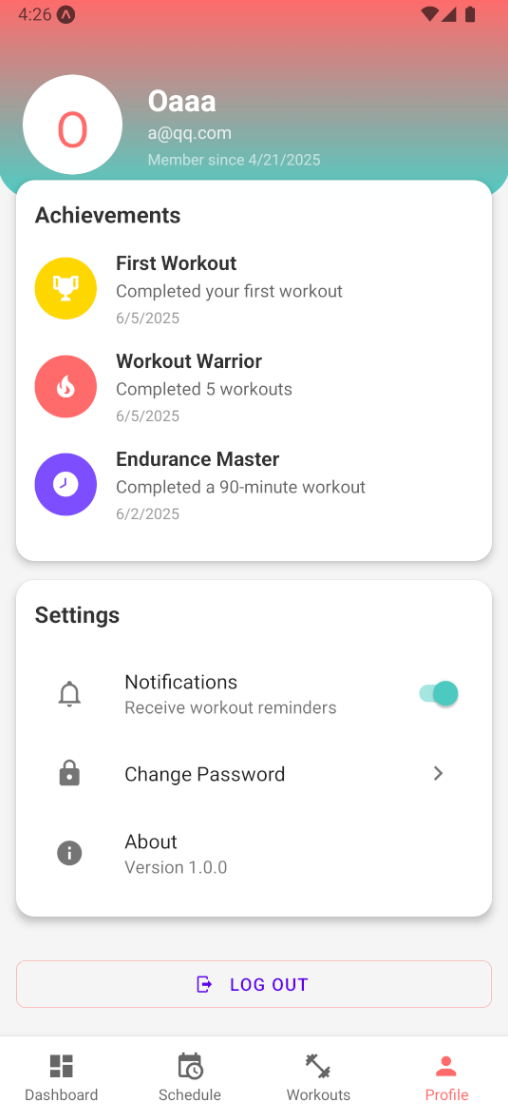 4:26
O
Oaaa
a@qq.com
Member since 4/21/2025
Achievements
First Workout
Completed your first workout
6/5/2025
Workout Warrior
Completed 5 workouts
6/5/2025
Endurance Master
Completed a 90-minute workout
6/2/2025
Settings
Notifications
Receive workout reminders
Change Password
About
Version 1.0.0
LOG OUT
Dashboard
Schedule
Workouts
Profile